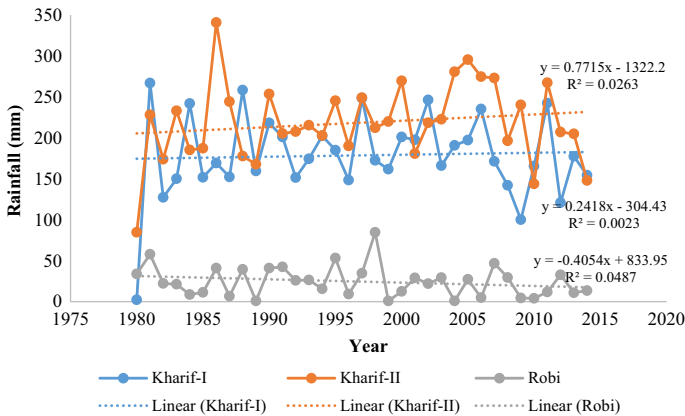 350
300
250
200
150
100
50
0
Rainfall (mm)
y = 0.7715x - 1322.2
R² = 0.0263
y = 0.2418x - 304.43
R² = 0.0023
y = -0.4054x + 833.95
R² = 0.0487
1975 1980 1985 1990 1995 2000 2005 2010 2015 2020
Year
Kharif-I Kharif-II Robi
Linear (Kharif-I) Linear (Kharif-II) Linear (Robi)